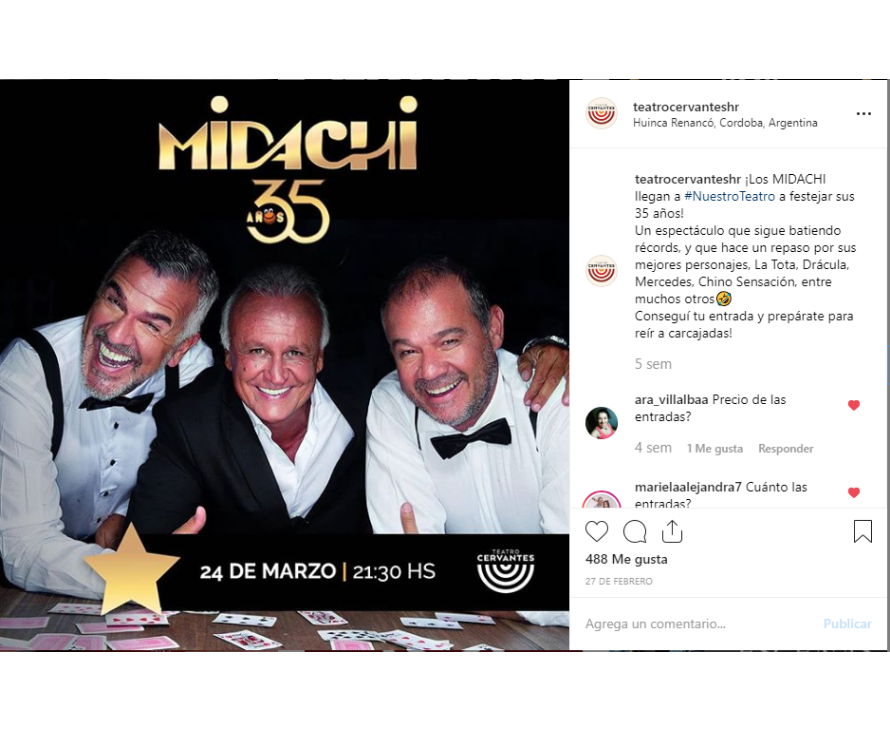 MIDACHI
35
AÑOS
24 DE MARZO | 21:30 HS
TEATRO
CERVANTES
teatrocervanteshr
Huinca Renancó, Cordoba, Argentina
teatrocervanteshr ¡Los MIDACHI
llegan a #NuestroTeatro a festejar sus
35 años!
Un espectáculo que sigue batiendo
récords, y que hace un repaso por sus
mejores personajes, La Tota, Drácula,
Mercedes, Chino Sensación, entre
muchos otros🤣
Conseguí tu entrada y prepárate para
reír a carcajadas!
5 sem
ara_villalbaa Precio de las
entradas?
4 sem 1 Me gusta Responder
marielaalejandra7 Cuánto las
entradas?
488 Me gusta
27 DE FEBRERO
Agrega un comentario... Publicar